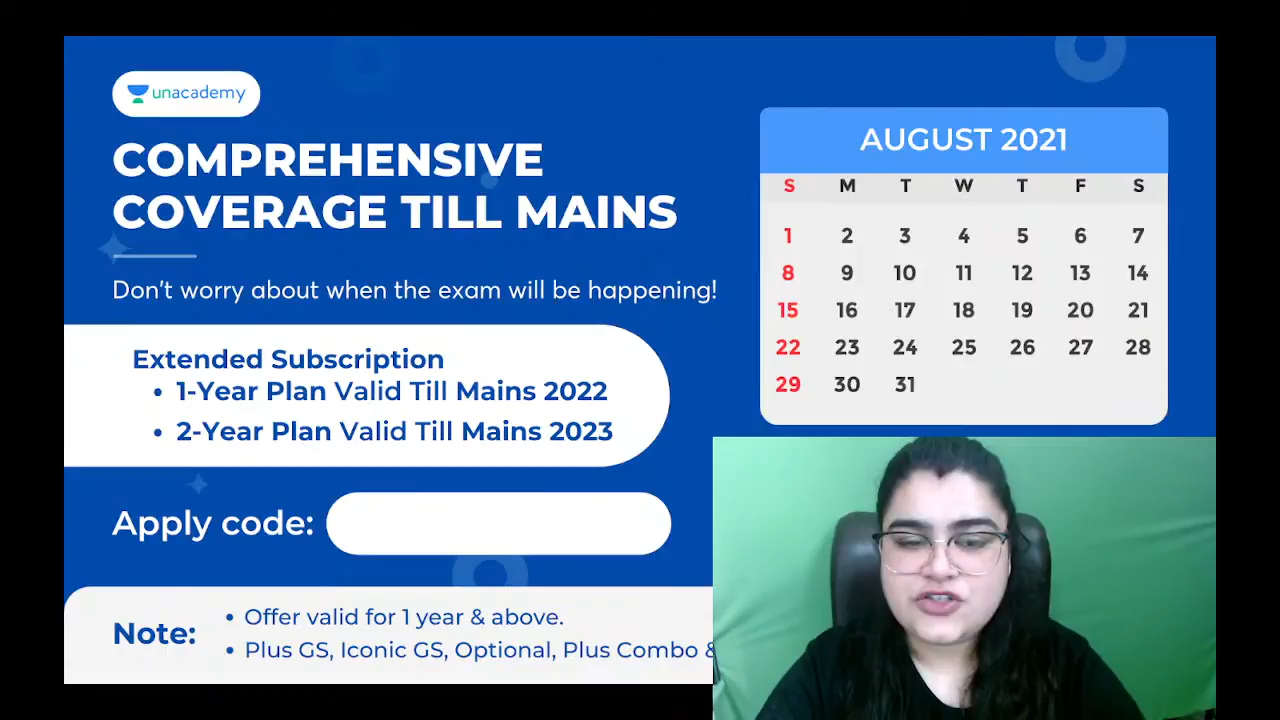 unacademy
COMPREHENSIVE
COVERAGE TILL MAINS
Don't worry about when the exam will be happening!
Extended Subscription
• 1-Year Plan Valid Till Mains 2022
• 2-Year Plan Valid Till Mains 2023
Apply code:
Note:
• Offer valid for 1 year & above.
• Plus GS, Iconic GS, Optional, Plus Combo &
AUGUST 2021
S M T W T F S
1 2 3 4 5 6 7
8 9 10 11 12 13 14
15 16 17 18 19 20 21
22 23 24 25 26 27 28
29 30 31